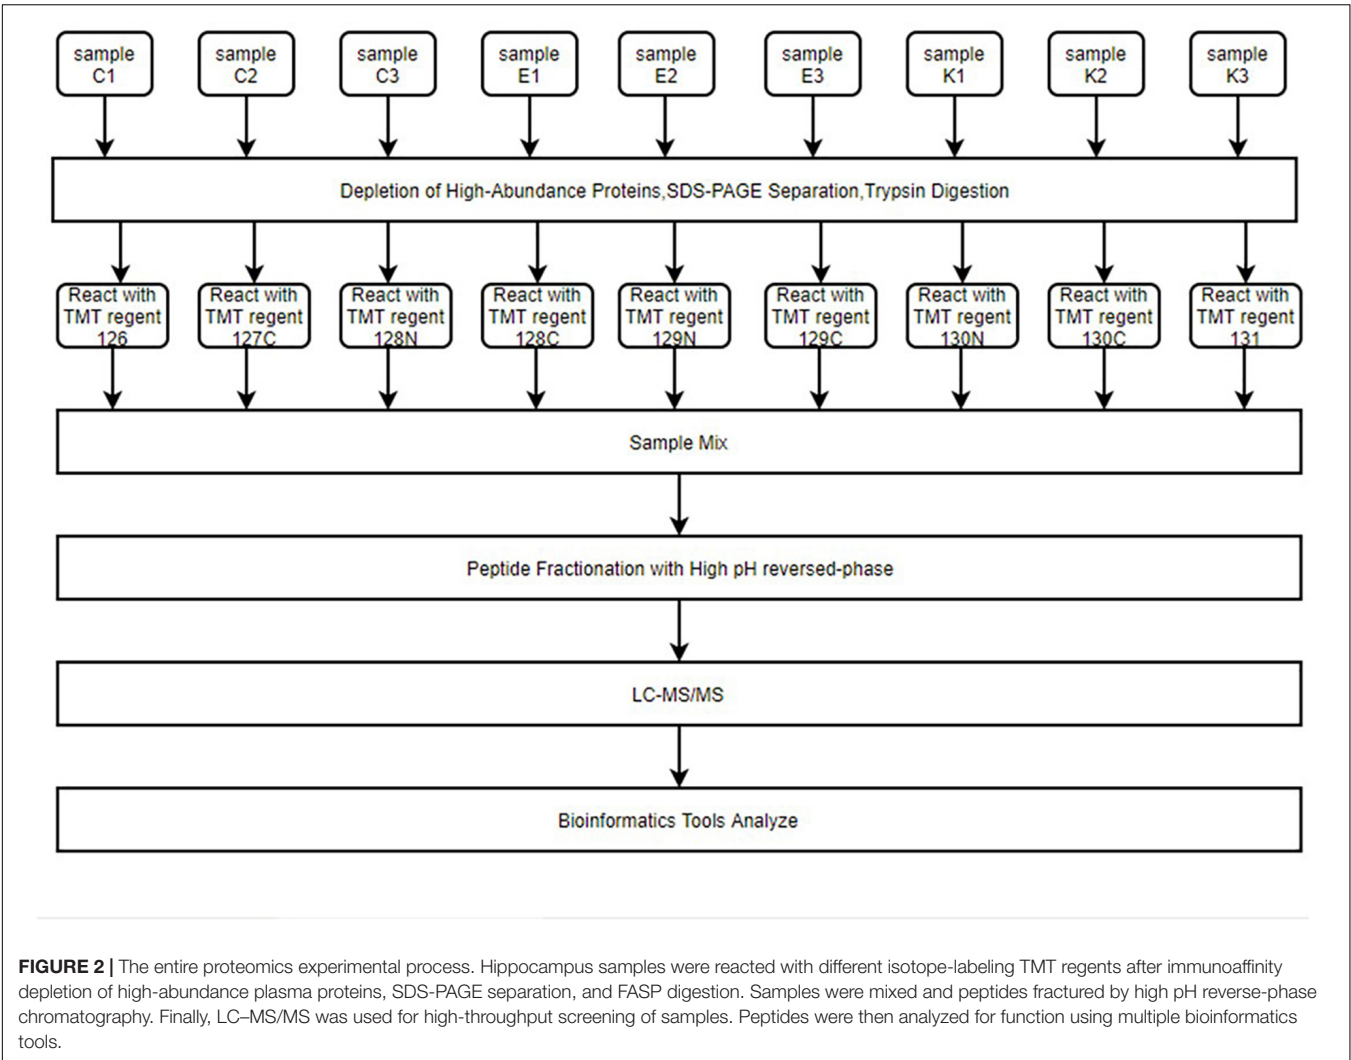 sample C1
sample C2
sample C3
sample E1
sample E2
sample E3
sample K1
sample K2
sample K3
Depletion of High-Abundance Proteins,SDS-PAGE Separation,Trypsin Digestion
React with TMT regent 126
React with TMT regent 127C
React with TMT regent 128N
React with TMT regent 128C
React with TMT regent 129N
React with TMT regent 129C
React with TMT regent 130N
React with TMT regent 130C
React with TMT regent 131
Sample Mix
Peptide Fractionation with High pH reversed-phase
LC-MS/MS
Bioinformatics Tools Analyze
FIGURE 2 | The entire proteomics experimental process. Hippocampus samples were reacted with different isotope-labeling TMT regents after immunoaffinity
depletion of high-abundance plasma proteins, SDS-PAGE separation, and FASP digestion. Samples were mixed and peptides fractured by high pH reverse-phase
chromatography. Finally, LC–MS/MS was used for high-throughput screening of samples. Peptides were then analyzed for function using multiple bioinformatics
tools.